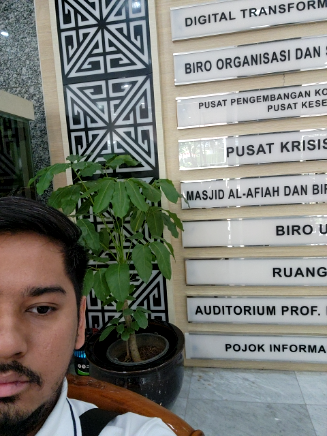 DIGITAL TRANSFORM
BIRO ORGANISASI DAN
PUSAT PENGEMBANGAN KO
PUSAT KESE
PUSAT KRISIS
MASJID AL-AFIAH DAN BI
BIRO U
RUANG
AUDITORIUM PROF.
POJOK INFORMA